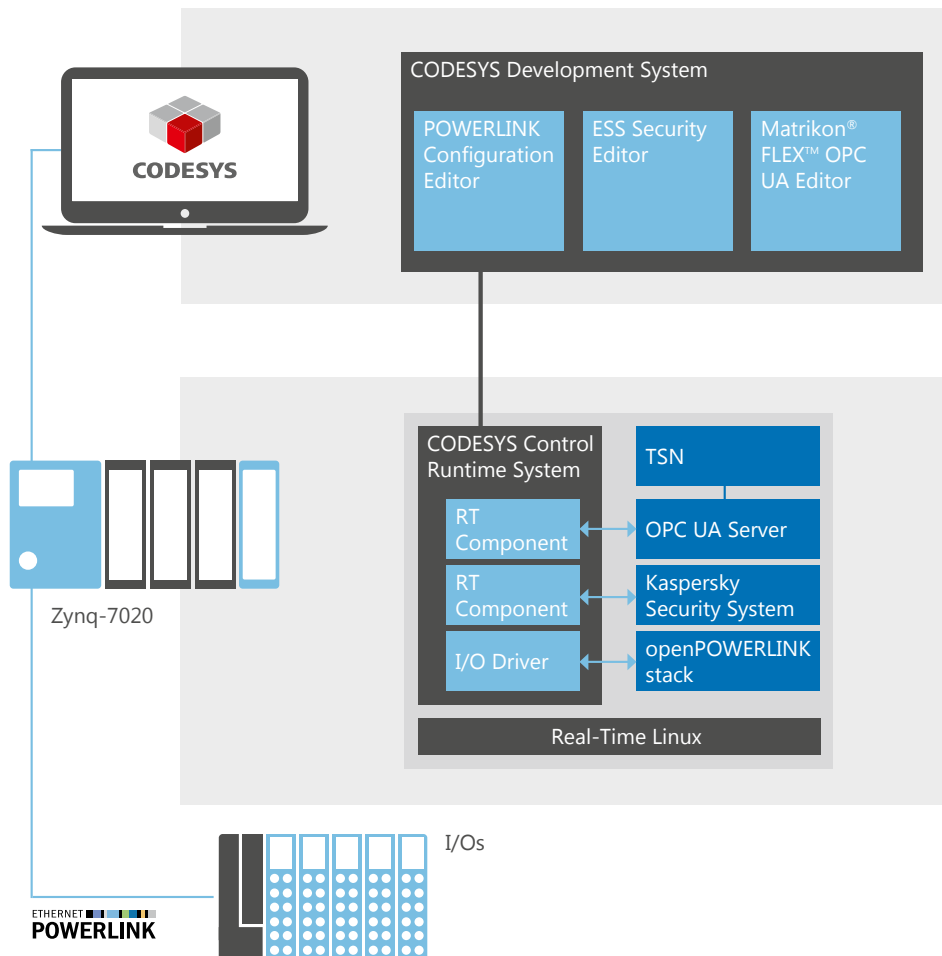 CODESYS
CODESYS Development System
POWERLINK
Configuration
Editor
ESS Security
Editor
Matrikon®
FLEX™ OPC
UA Editor
CODESYS Control
Runtime System
RT
Component
RT
Component
I/O Driver
TSN
OPC UA Server
Kaspersky
Security System
openPOWERLINK
stack
Real-Time Linux
Zynq-7020
I/Os
ETHERNET
POWERLINK